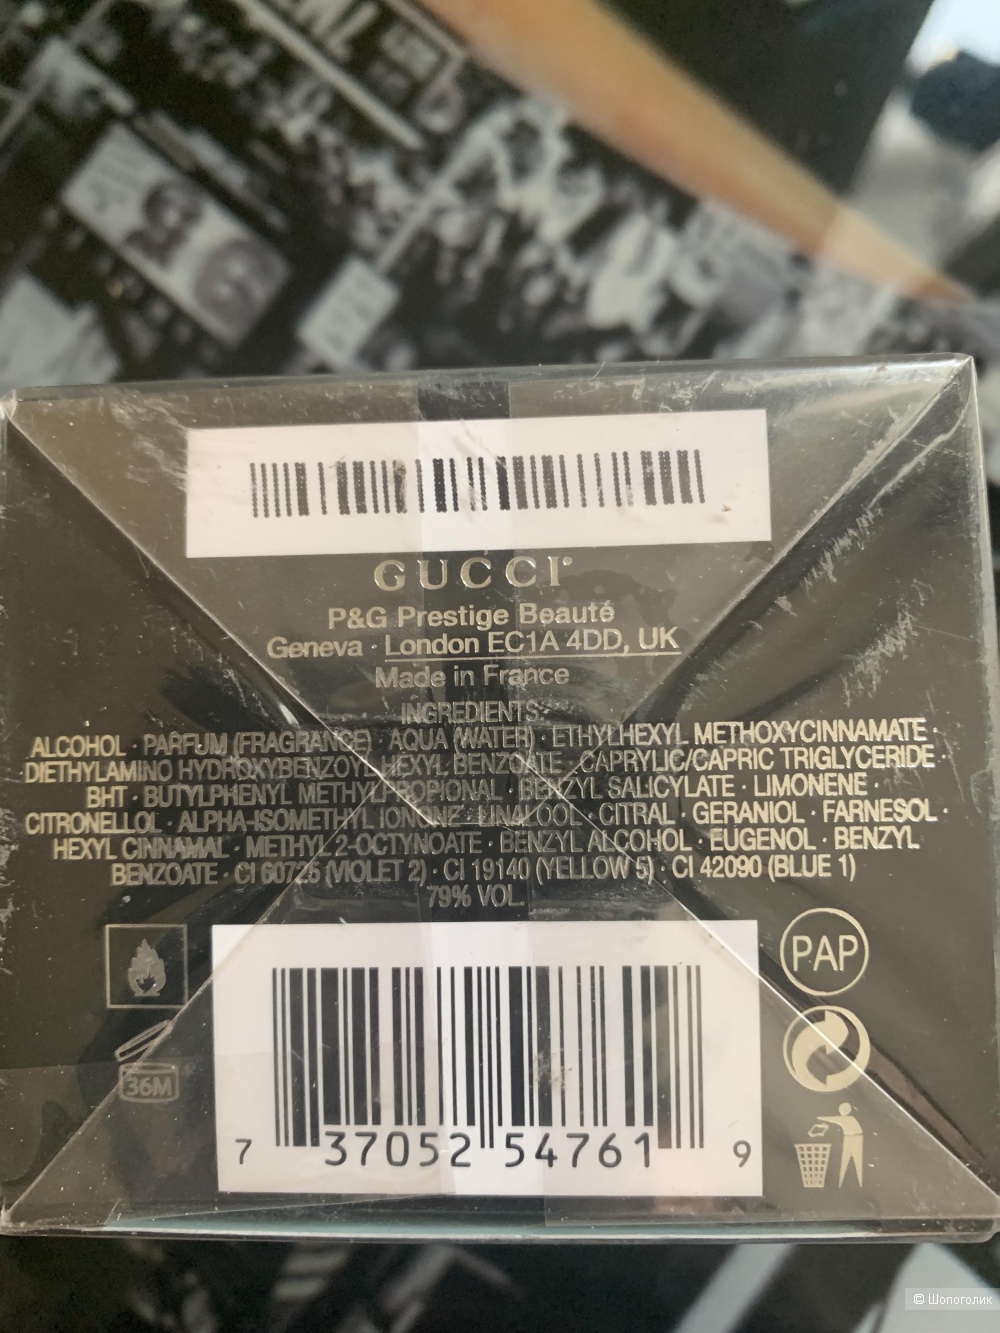 GUCCI
P&G Prestige Beauté
Geneva · London EC1A 4DD, UK
Made in France
INGREDIENTS:
ALCOHOL · PARFUM (FRAGRANCE) · AQUA (WATER) · ETHYLHEXYL METHOXYCINNAMATE ·
DIETHYLAMINO HYDROXYBENZOYL HEXYL BENZOATE · CAPRYLIC/CAPRIC TRIGLYCERIDE ·
BHT · BUTYLPHENYL METHYLPROPIONAL · BENZYL SALICYLATE · LIMONENE ·
CITRONELLOL · ALPHA-ISOMETHYL IONONE · LINALOOL · CITRAL · GERANIOL · FARNESOL ·
HEXYL CINNAMAL · METHYL 2-OCTYNOATE · BENZYL ALCOHOL · EUGENOL · BENZYL
BENZOATE · CI 60725 (VIOLET 2) · CI 19140 (YELLOW 5) · CI 42090 (BLUE 1)
79% VOL.
PAP
36M
7 37052 54761 9
© Шопоголик